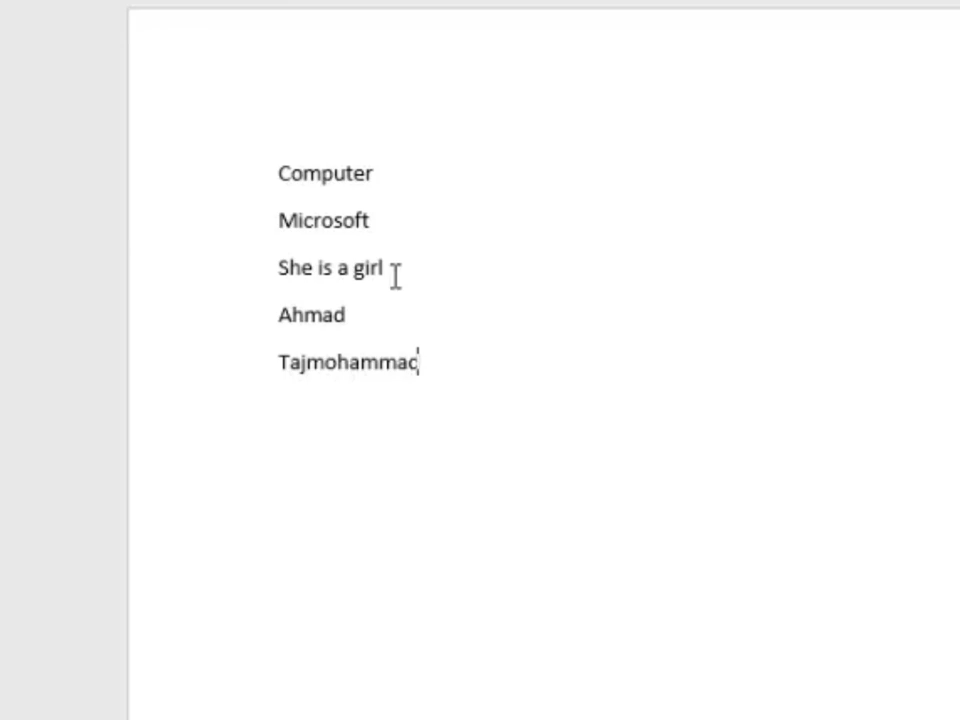 Computer
Microsoft
She is a girl
Ahmad
Tajmohammad